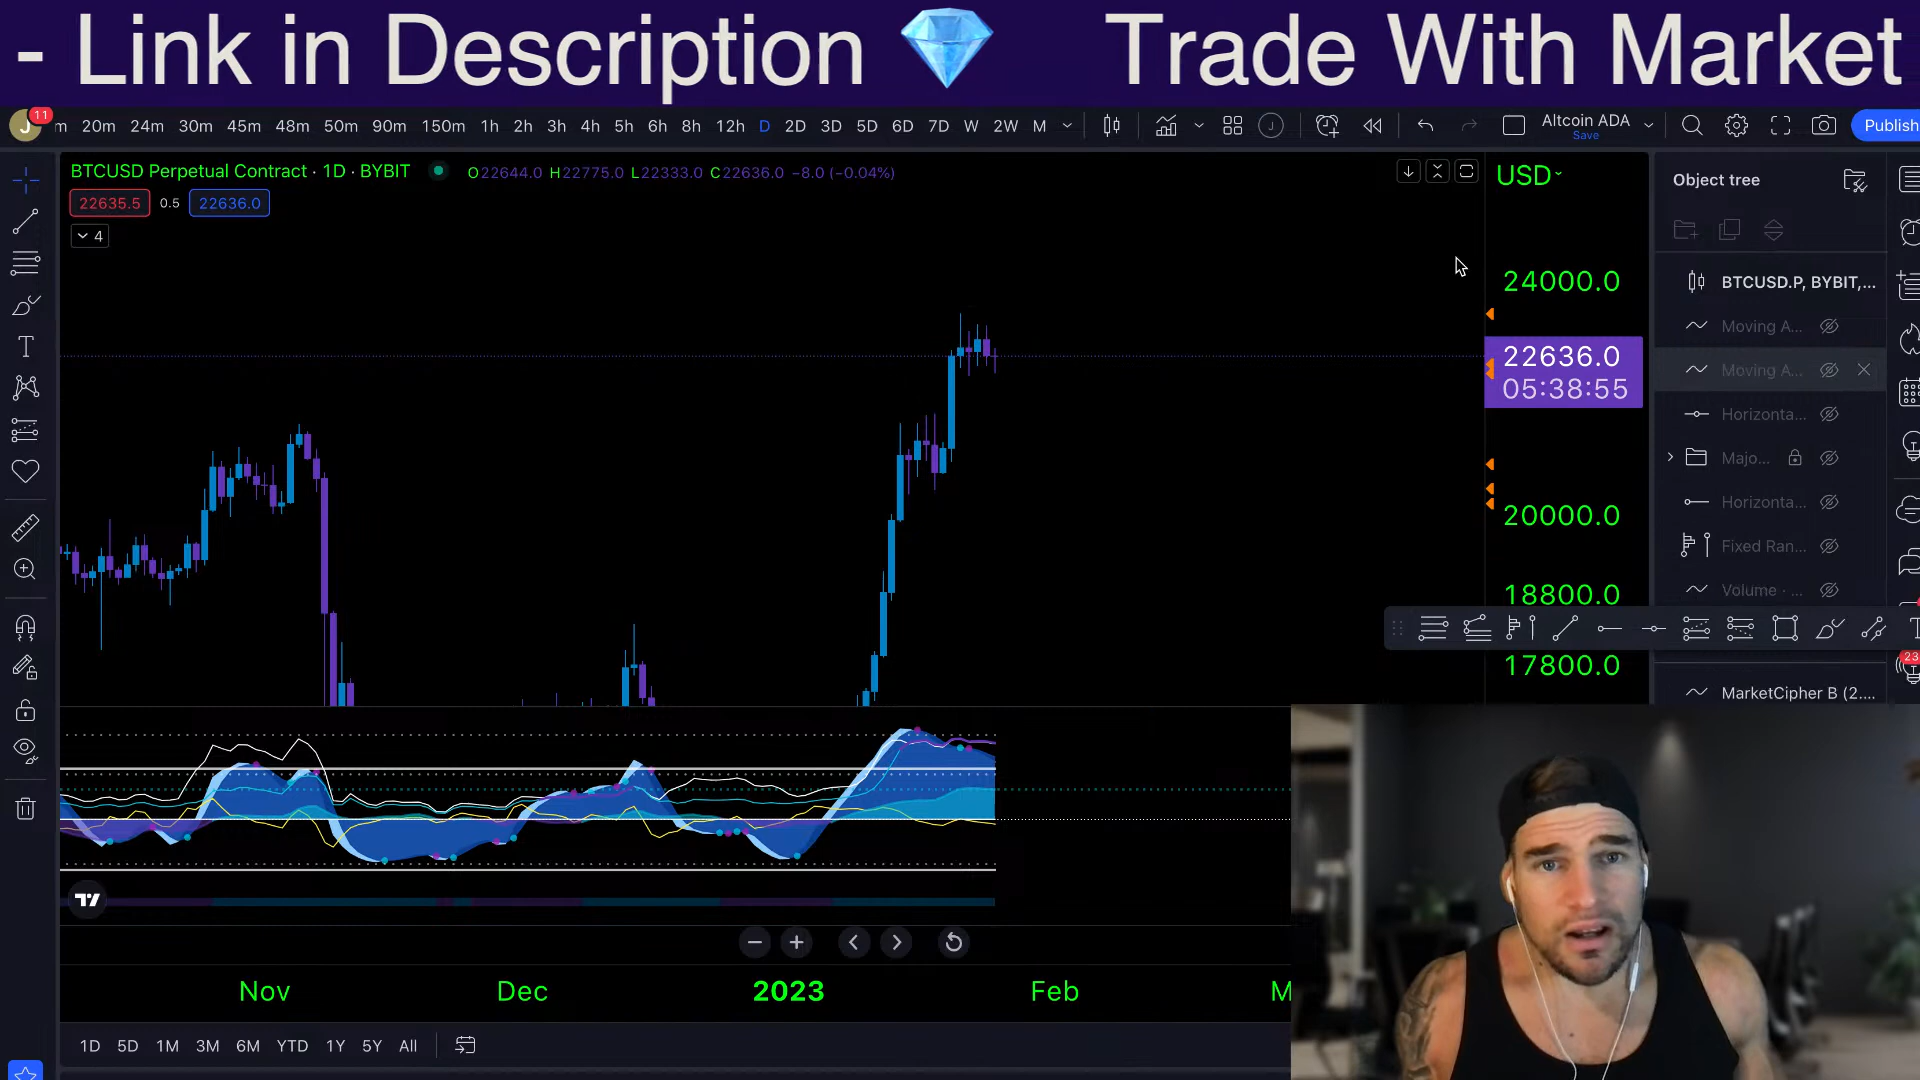 - Link in Description 💎 Trade With Market
J 11 m 20m 24m 30m 45m 48m 50m 90m 150m 1h 2h 3h 4h 5h 6h 8h 12h D 2D 3D 5D 6D 7D W 2W M J Altcoin ADA Save Publish
BTCUSD Perpetual Contract · 1D · BYBIT O22644.0 H22775.0 L22333.0 C22636.0 −8.0 (−0.04%)
22635.5 0.5 22636.0
4
USD
24000.0
22636.0
05:38:55
20000.0
18800.0
17800.0
Object tree
BTCUSD.P, BYBIT,...
Moving A...
Moving A...
Horizonta...
Majo...
Horizonta...
Fixed Ran...
Volume · ...
23
MarketCipher B (2....
Nov Dec 2023 Feb M
1D 5D 1M 3M 6M YTD 1Y 5Y All